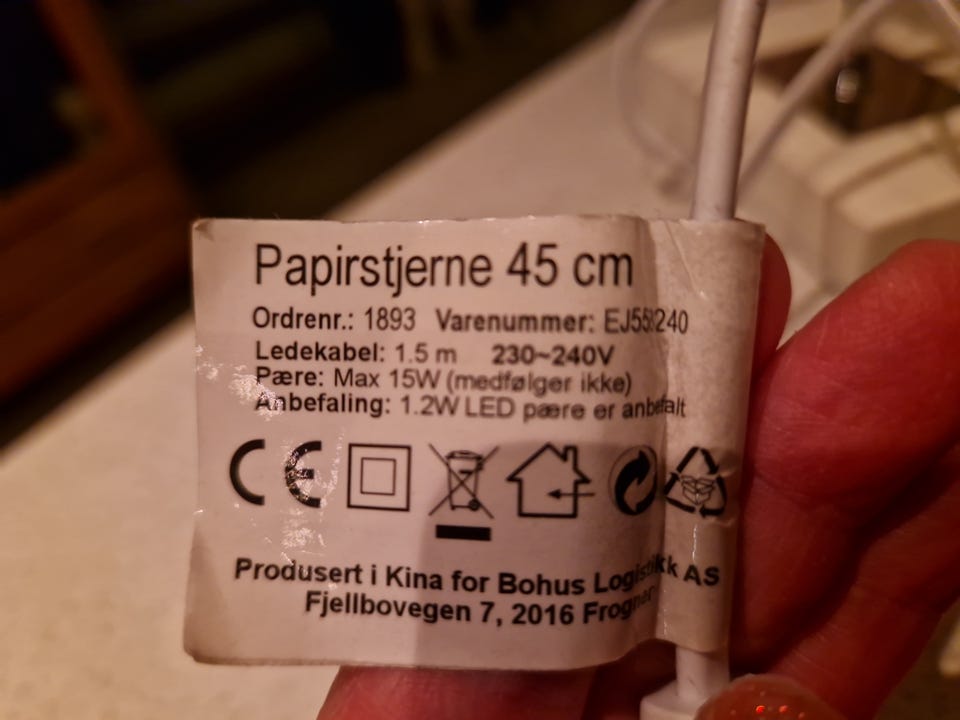 Papirstjerne 45 cm
Ordrenr.: 1893 Varenummer:
Ledekabel: 1.5 m 230~240V
Pære: Max 15W (medfølger ikke)
Anbefaling: 1.2W LED pære er anbefalt
CE
Produsert i Kina for Bohus Logistikk AS
Fjellbovegen 7, 2016 Frogner